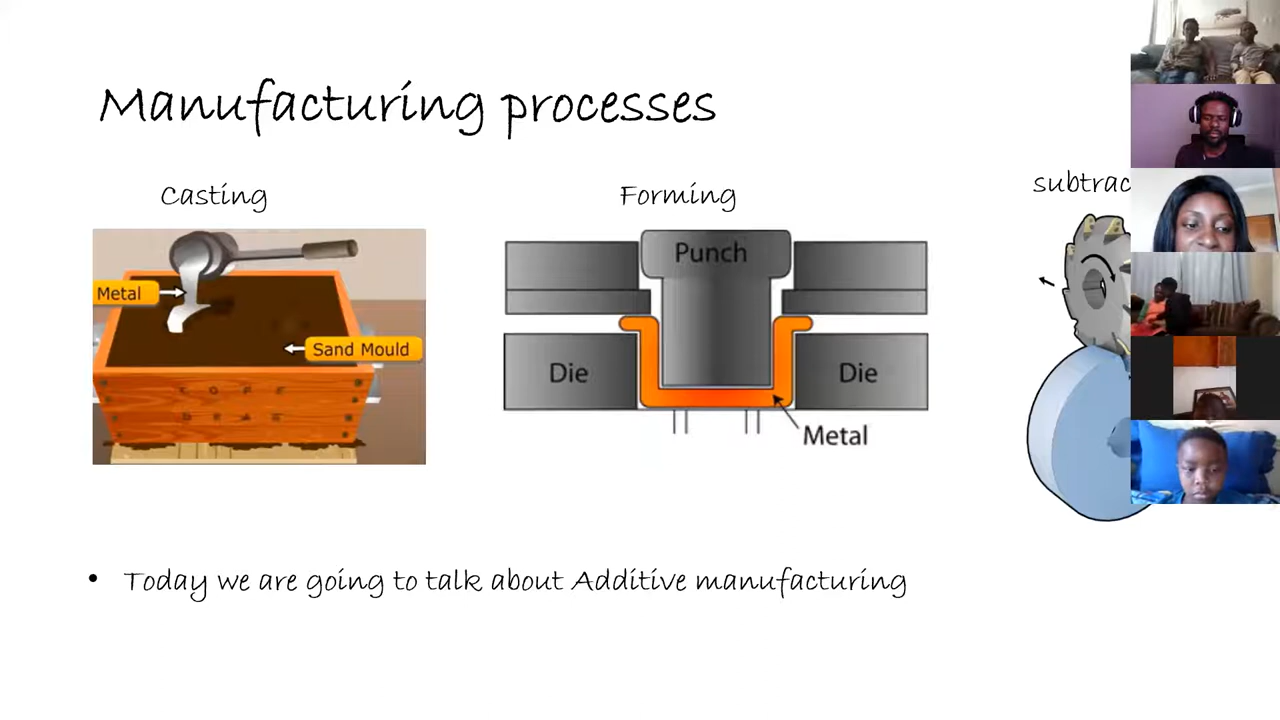 Manufacturing processes
Casting
Forming
subtrac
Metal
Sand Mould
C O P E
D R A G
Punch
Die
Die
Metal
• Today we are going to talk about Additive manufacturing